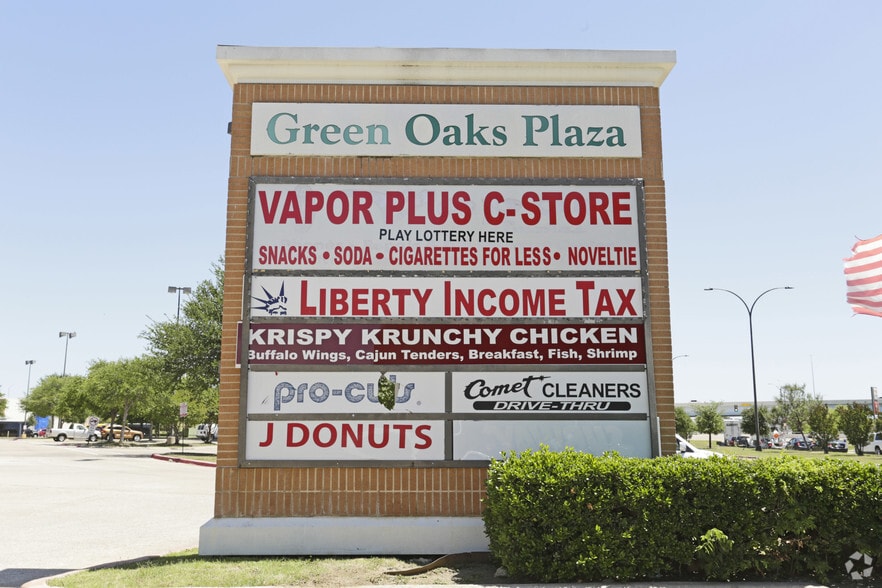 Green Oaks Plaza
VAPOR PLUS C-STORE
PLAY LOTTERY HERE
SNACKS • SODA • CIGARETTES FOR LESS • NOVELTIE
LIBERTY INCOME TAX
KRISPY KRUNCHY CHICKEN
Buffalo Wings, Cajun Tenders, Breakfast, Fish, Shrimp
pro-cuts
Comet CLEANERS
DRIVE-THRU
J DONUTS